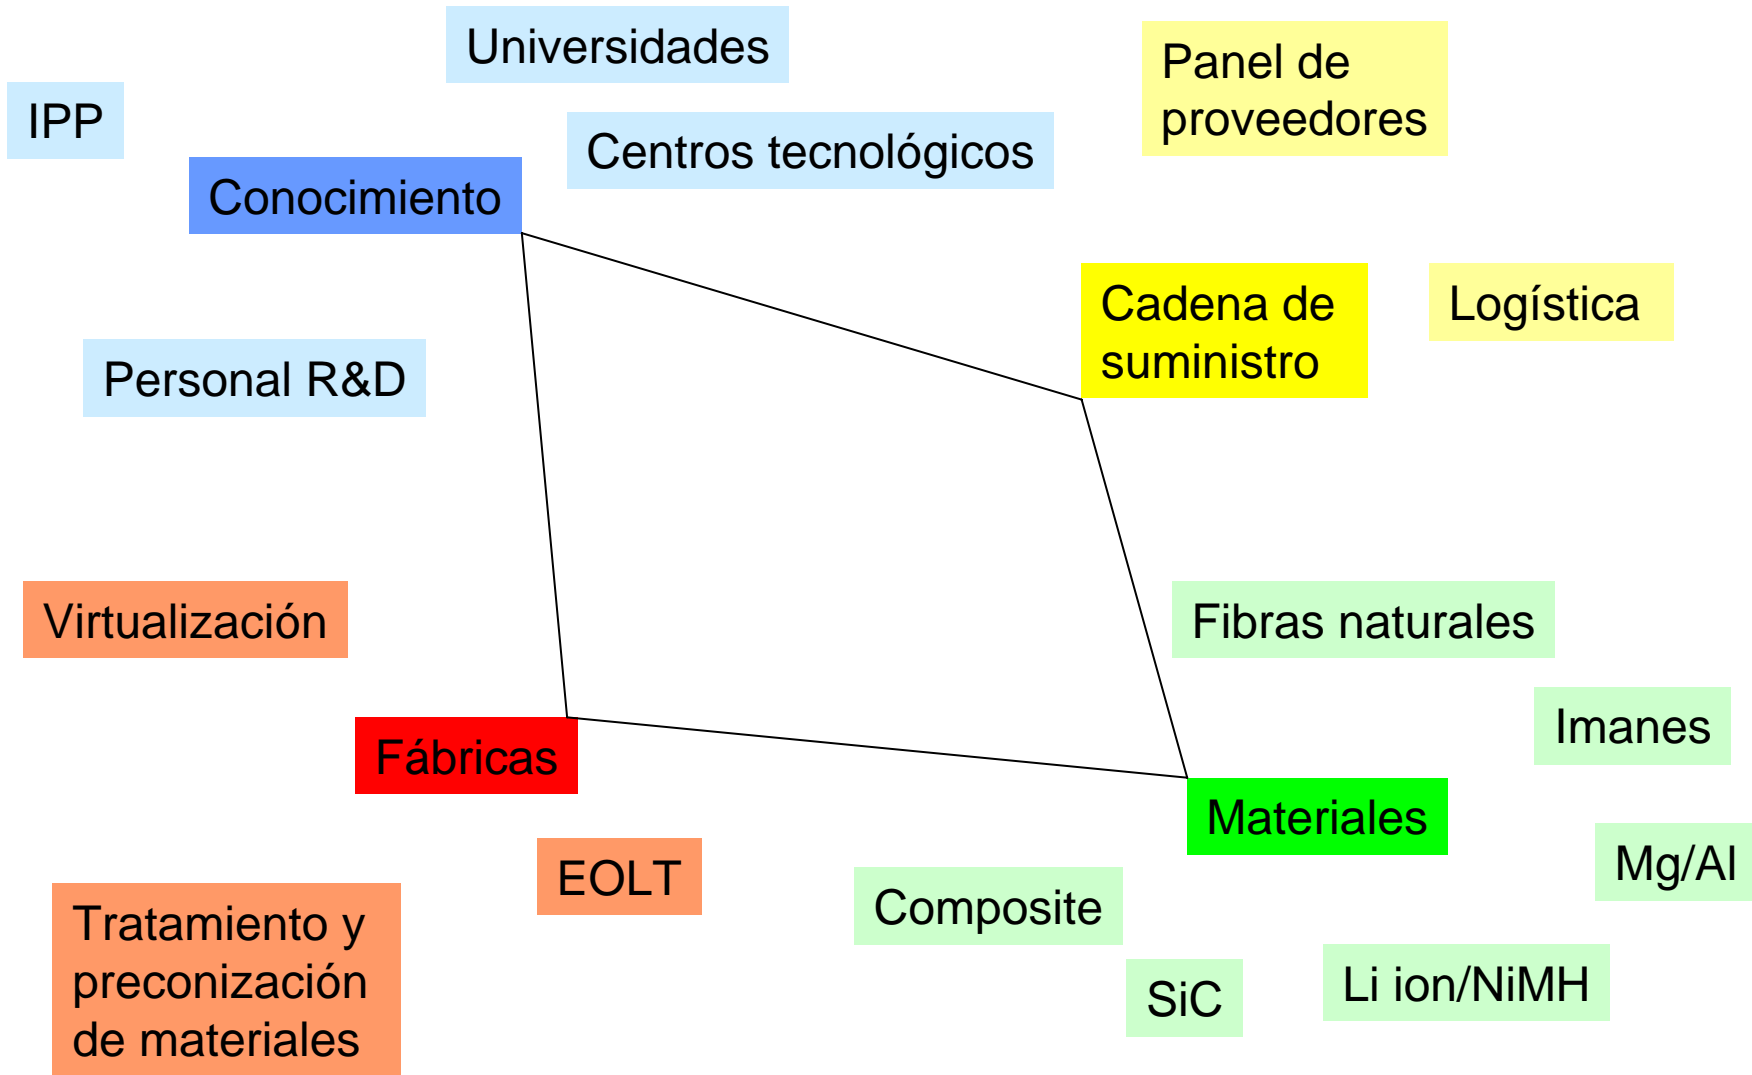 Universidades
Panel de
proveedores
IPP
Centros tecnológicos
Conocimiento
Cadena de
suministro
Logística
Personal R&D
Virtualización
Fibras naturales
Imanes
Fábricas
Materiales
EOLT
Mg/Al
Composite
Tratamiento y
preconización
de materiales
SiC
Li ion/NiMH